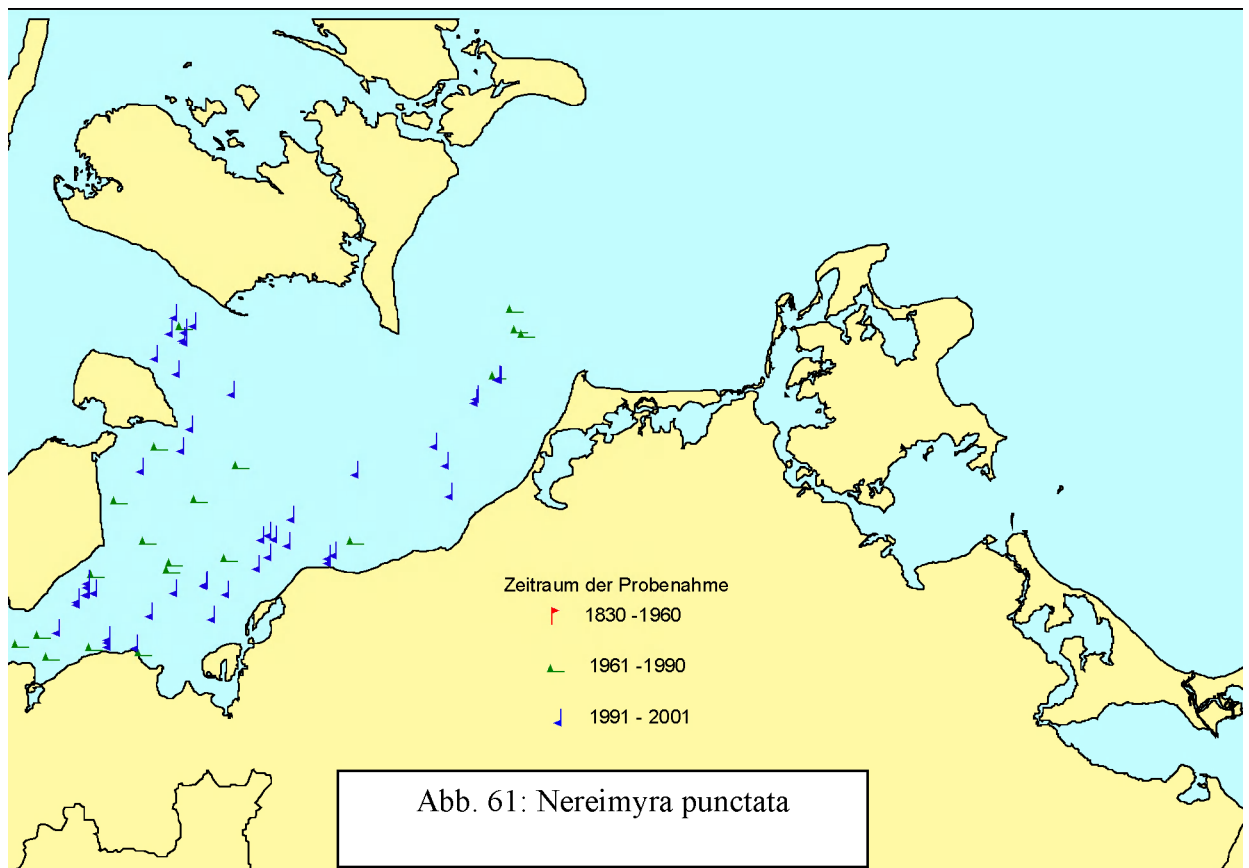 Zeitraum der Probenahme
1830 -1960
1961 -1990
1991 - 2001
Abb. 61: Nereimyra punctata